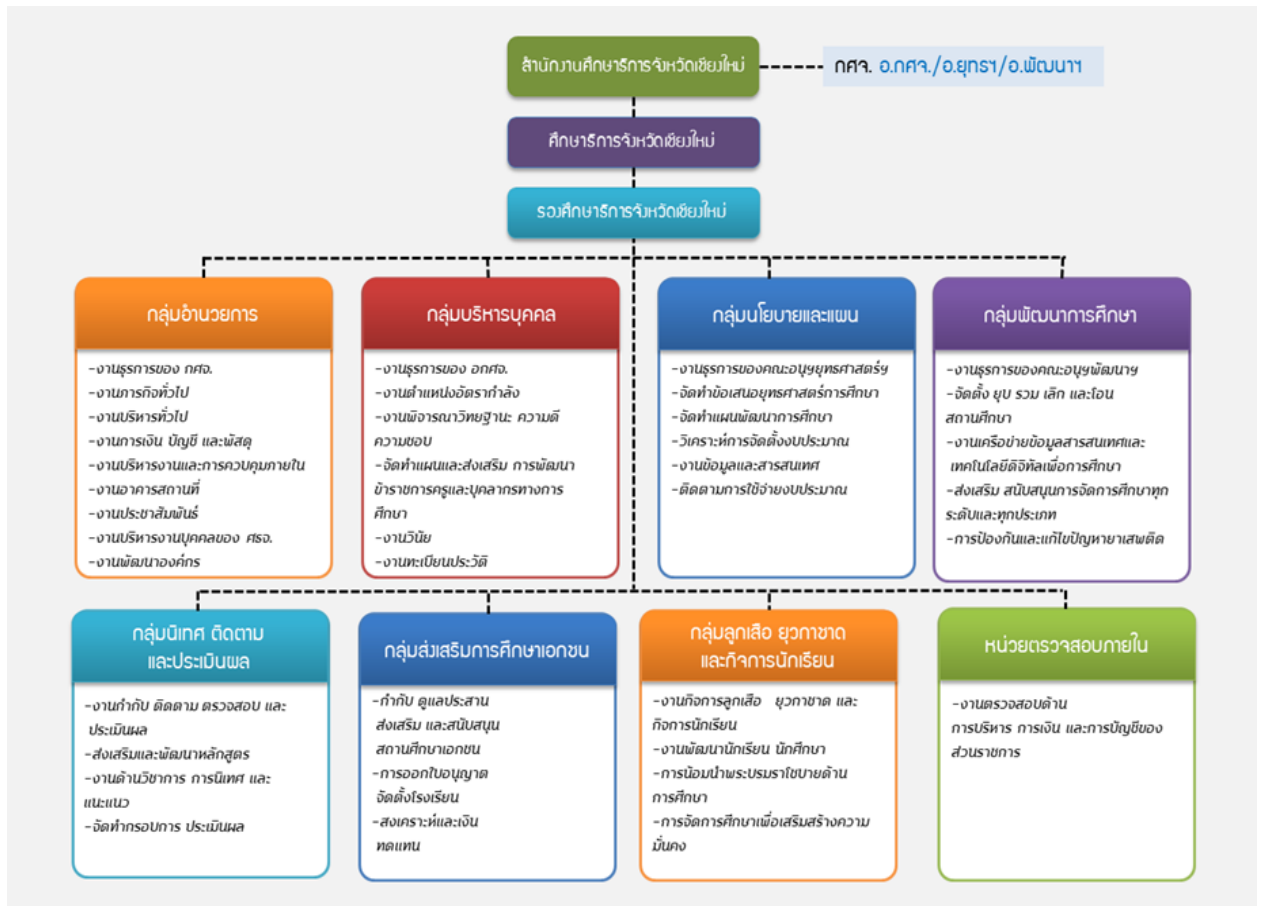 สำนักงานศึกษาธิการจังหวัดเชียงใหม่
กศจ. อ.กศจ./อ.ยุทธฯ/อ.พัฒนาฯ
ศึกษาธิการจังหวัดเชียงใหม่
รองศึกษาธิการจังหวัดเชียงใหม่
กลุ่มอำนวยการ
-งานธุรการของ กศจ.
-งานภารกิจทั่วไป
-งานบริหารทั่วไป
-งานการเงิน บัญชี และพัสดุ
-งานบริหารงานและการควบคุมภายใน
-งานอาคารสถานที่
-งานประชาสัมพันธ์
-งานบริหารงานบุคคลของ ศธจ.
-งานพัฒนาองค์กร
กลุ่มบริหารบุคคล
-งานธุรการของ อกศจ.
-งานตำแหน่งอัตรากำลัง
-งานพิจารณาวิทยฐานะ ความดี
ความชอบ
-จัดทำแผนและส่งเสริม การพัฒนา
ข้าราชการครูและบุคลากรทางการ
ศึกษา
-งานวินัย
-งานทะเบียนประวัติ
กลุ่มนโยบายและแผน
-งานธุรการของคณะอนุฯยุทธศาสตร์ฯ
-จัดทำข้อเสนอยุทธศาสตร์การศึกษา
-จัดทำแผนพัฒนาการศึกษา
-วิเคราะห์การจัดตั้งงบประมาณ
-งานข้อมูลและสารสนเทศ
-ติดตามการใช้จ่ายงบประมาณ
กลุ่มพัฒนาการศึกษา
-งานธุรการของคณะอนุฯพัฒนาฯ
-จัดตั้ง ยุบ รวม เลิก และโอน
สถานศึกษา
-งานเครือข่ายข้อมูลสารสนเทศและ
เทคโนโลยีดิจิทัลเพื่อการศึกษา
-ส่งเสริม สนับสนุนการจัดการศึกษาทุก
ระดับและทุกประเภท
-การป้องกันและแก้ไขปัญหายาเสพติด
กลุ่มนิเทศ ติดตาม
และประเมินผล
-งานกำกับ ติดตาม ตรวจสอบ และ
ประเมินผล
-ส่งเสริมและพัฒนาหลักสูตร
-งานด้านวิชาการ การนิเทศ และ
แนะแนว
-จัดทำกรอบการ ประเมินผล
กลุ่มส่งเสริมการศึกษาเอกชน
-กำกับ ดูแลประสาน
ส่งเสริม และสนับสนุน
สถานศึกษาเอกชน
-การออกใบอนุญาต
จัดตั้งโรงเรียน
-สงเคราะห์และเงิน
ทดแทน
กลุ่มลูกเสือ ยุวกาชาด
และกิจการนักเรียน
-งานกิจการลูกเสือ ยุวกาชาด และ
กิจการนักเรียน
-งานพัฒนานักเรียน นักศึกษา
-การน้อมนำพระบรมราโชบายด้าน
การศึกษา
-การจัดการศึกษาเพื่อเสริมสร้างความ
มั่นคง
หน่วยตรวจสอบภายใน
-งานตรวจสอบด้าน
การบริหาร การเงิน และการบัญชีของ
ส่วนราชการ